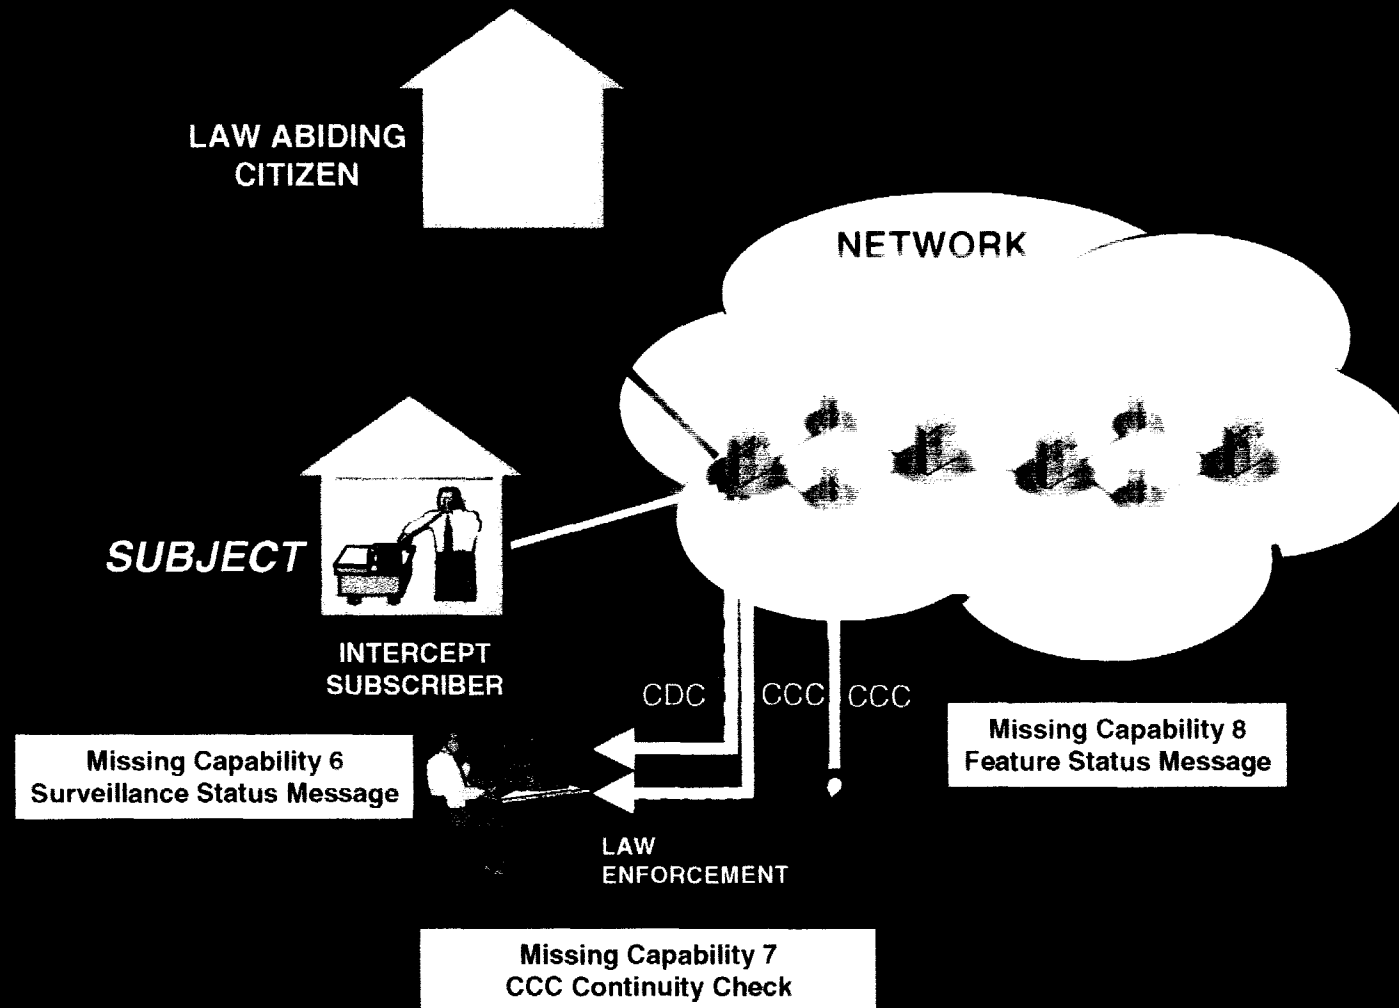 LAW ABIDING
CITIZEN
NETWORK
SUBJECT
INTERCEPT
SUBSCRIBER
CDC
CCC
CCC
Missing Capability 8
Feature Status Message
Missing Capability 6
Surveillance Status Message
LAW
ENFORCEMENT
Missing Capability 7
CCC Continuity Check